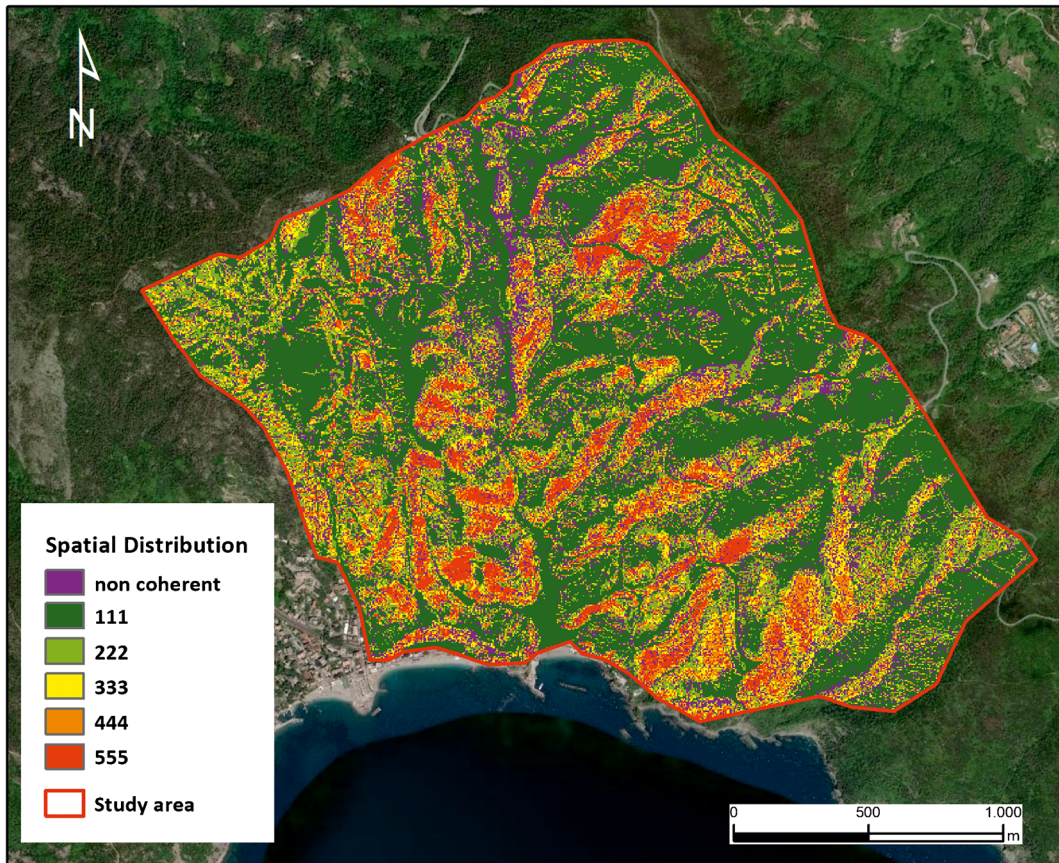 N
Spatial Distribution
non coherent
111
222
333
444
555
Study area
0 500 1.000
m